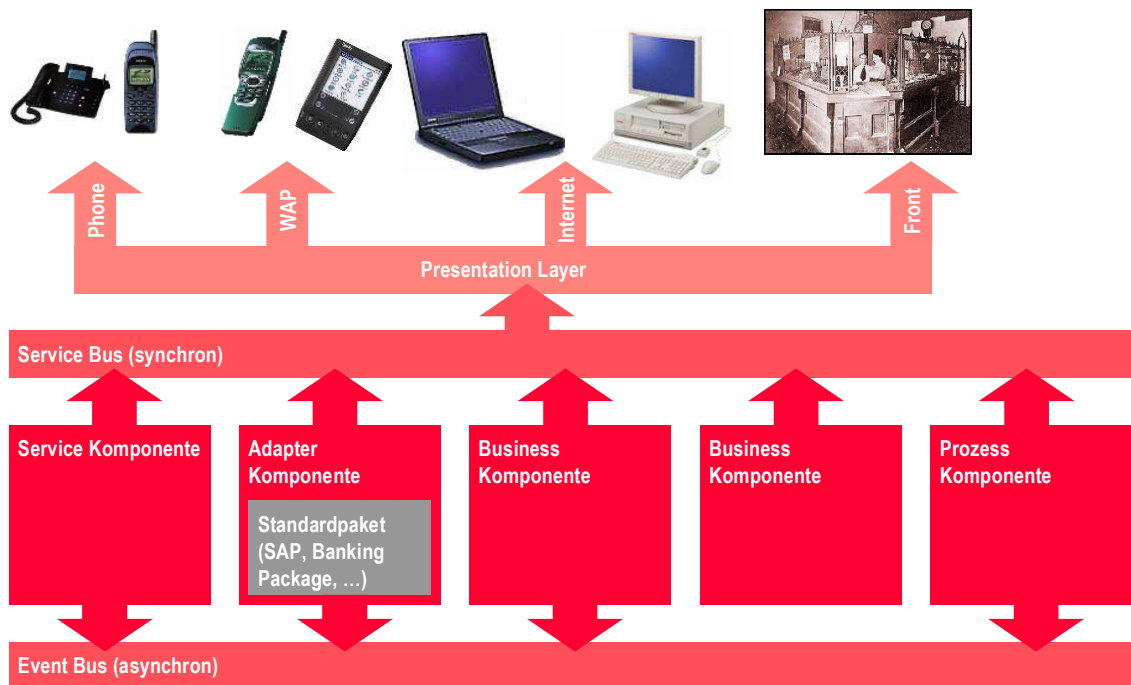 Phone
WAP
Internet
Front
Presentation Layer
Service Bus (synchron)
Service Komponente
Adapter
Komponente
Standardpaket
(SAP, Banking
Package, …)
Business
Komponente
Business
Komponente
Prozess
Komponente
Event Bus (asynchron)